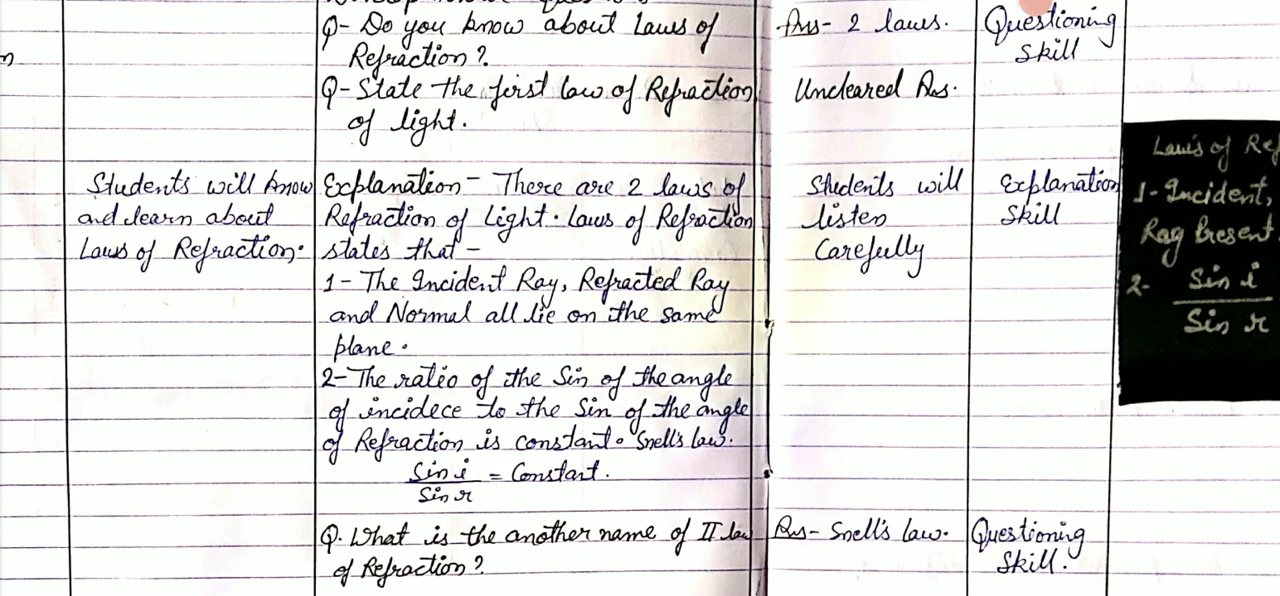 Q- Do you know about Laws of
Refraction?
Ans- 2 laws.
Questioning
Skill
Q- State the first law of Refraction
of light.
Uncleared Ans.
Students will know
and learn about
Laws of Refraction.
Explanation - There are 2 laws of
Refraction of Light. Laws of Refraction
states that -
1- The Incident Ray, Refracted Ray
and Normal all lie on the same
plane.
2- The ratio of the Sin of the angle
of incidece to the Sin of the angle
of Refraction is constant. Snell's law.
Sin i
Sin r
= Constant.
Students will
listen
Carefully
Explanation
Skill
Laws of Ref
1- Incident,
Ray Present
2- Sin i
Sin r
Q. What is the another name of II law
of Refraction?
Ans- Snell's law.
Questioning
Skill.